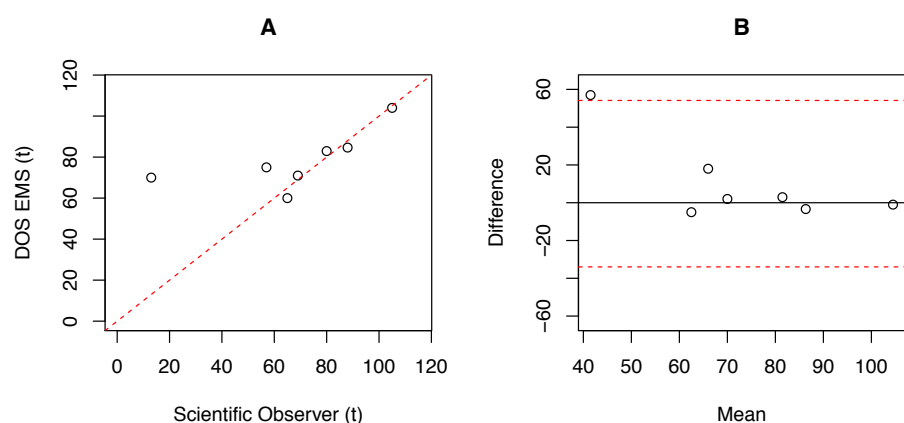 A
DOS EMS (t)
120
80
60
40
20
0
0 20 40 60 80 100 120
Scientific Observer (t)
B
Difference
60
20
−20
−60
40 50 60 70 80 90 100
Mean